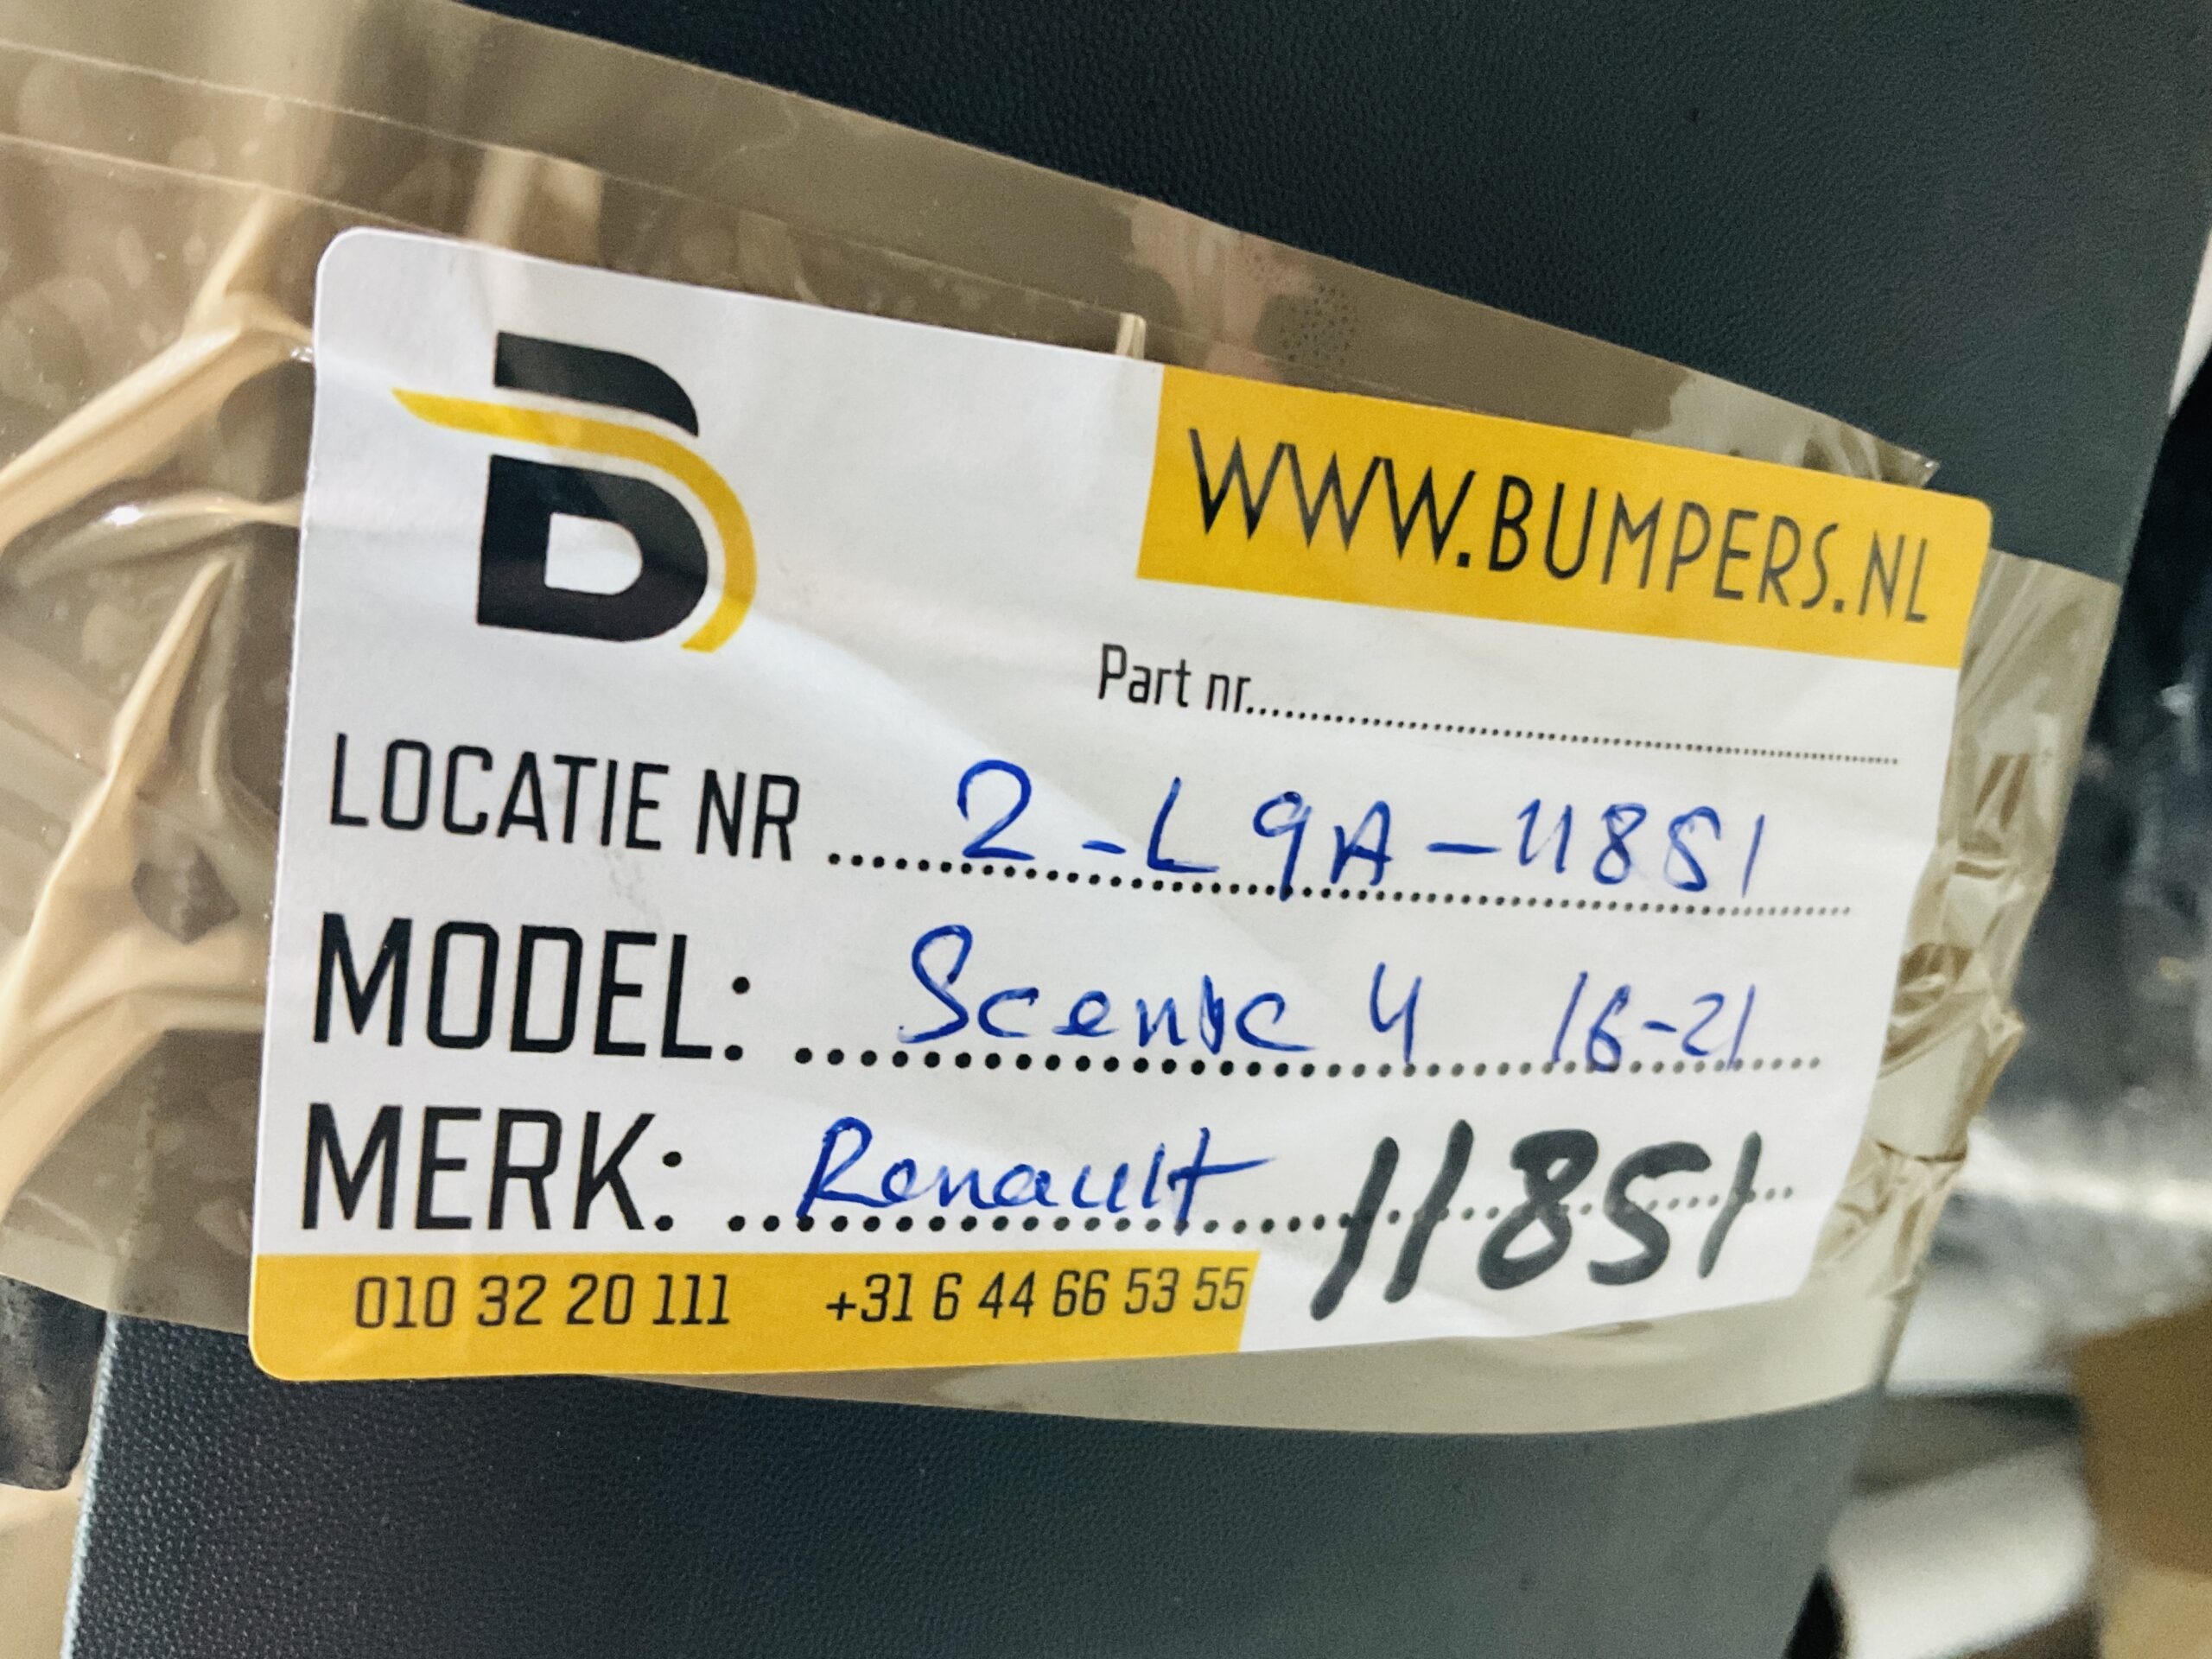 B
WWW.BUMPERS.NL
Part nr...........................................
LOCATIE NR ..... 2-L9A-11851
MODEL: ..... Scenic 4 16-21
MERK: ..... Renault 11851
010 32 20 111 +31 6 44 66 53 55